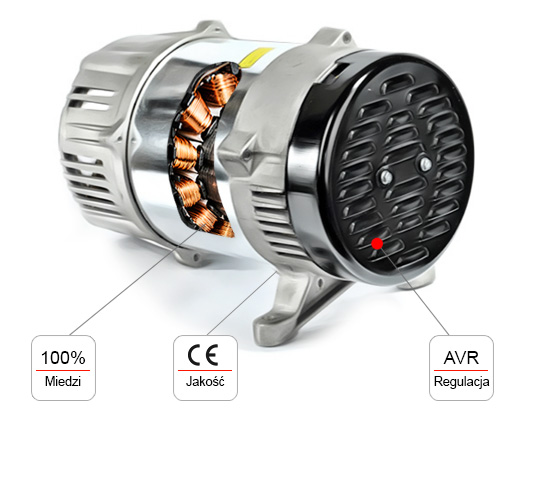 100%
Miedzi
CE
Jakość
AVR
Regulacja